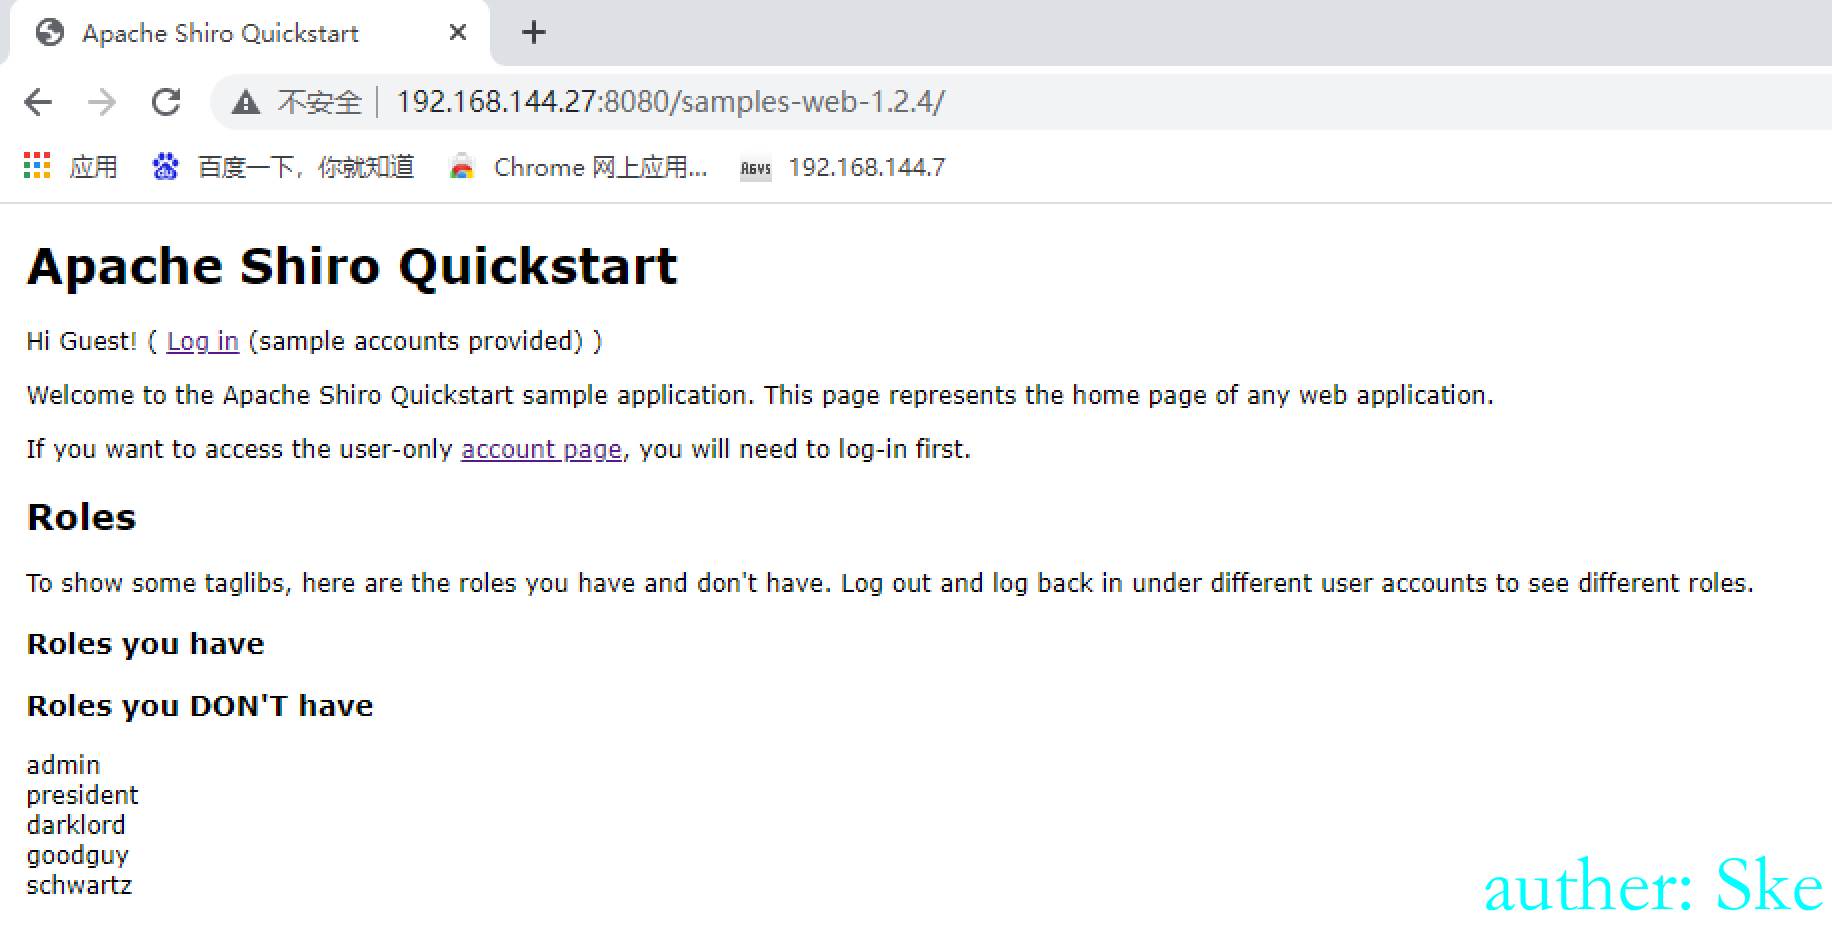 Apache Shiro Quickstart
不安全 | 192.168.144.27:8080/samples-web-1.2.4/
应用 百度一下，你就知道 Chrome 网上应用... AGVS 192.168.144.7
Apache Shiro Quickstart
Hi Guest! ( Log in (sample accounts provided) )
Welcome to the Apache Shiro Quickstart sample application. This page represents the home page of any web application.
If you want to access the user-only account page, you will need to log-in first.
Roles
To show some taglibs, here are the roles you have and don't have. Log out and log back in under different user accounts to see different roles.
Roles you have
Roles you DON'T have
admin
president
darklord
goodguy
schwartz
auther: Ske